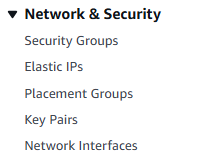 Network & Security
Security Groups
Elastic IPs
Placement Groups
Key Pairs
Network Interfaces